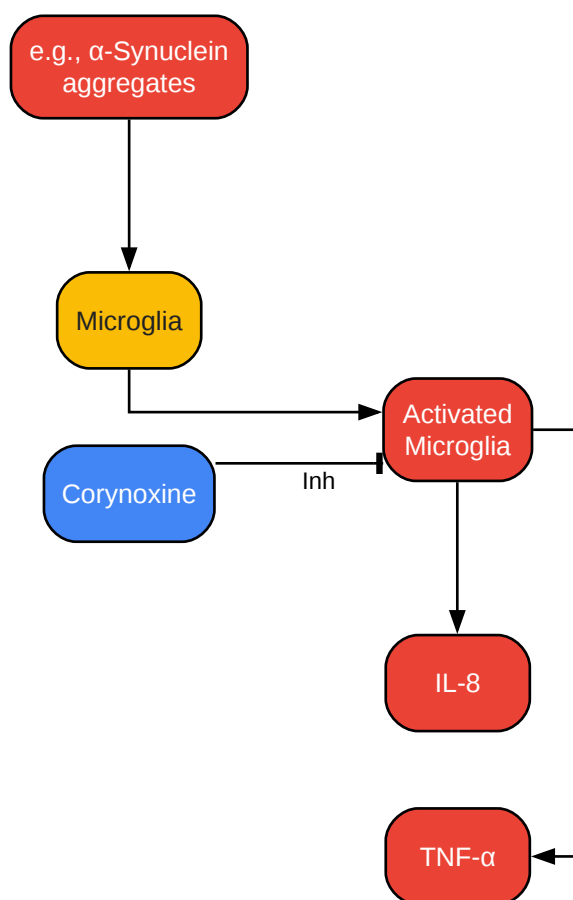 e.g., α-Synuclein
aggregates
Microglia
Activated
Microglia
Corynoxine
Inh
IL-8
TNF-α